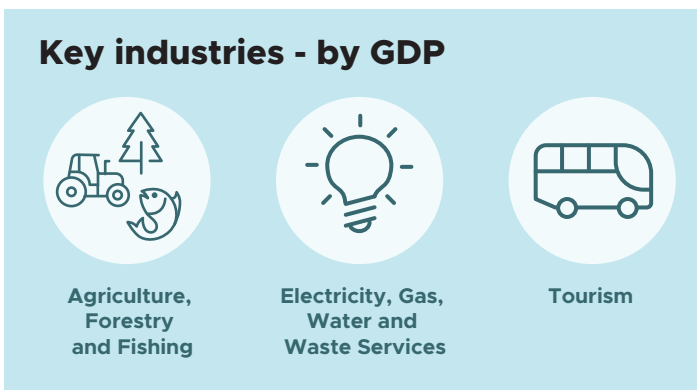 Key industries - by GDP
Agriculture,
Forestry
and Fishing
Electricity, Gas,
Water and
Waste Services
Tourism